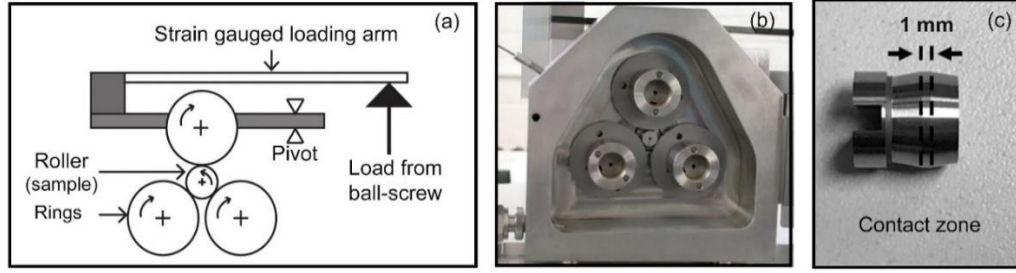 (a)
Strain gauged loading arm
Pivot
Roller
(sample)
Rings
Load from
ball-screw
(b)
(c)
1 mm
Contact zone